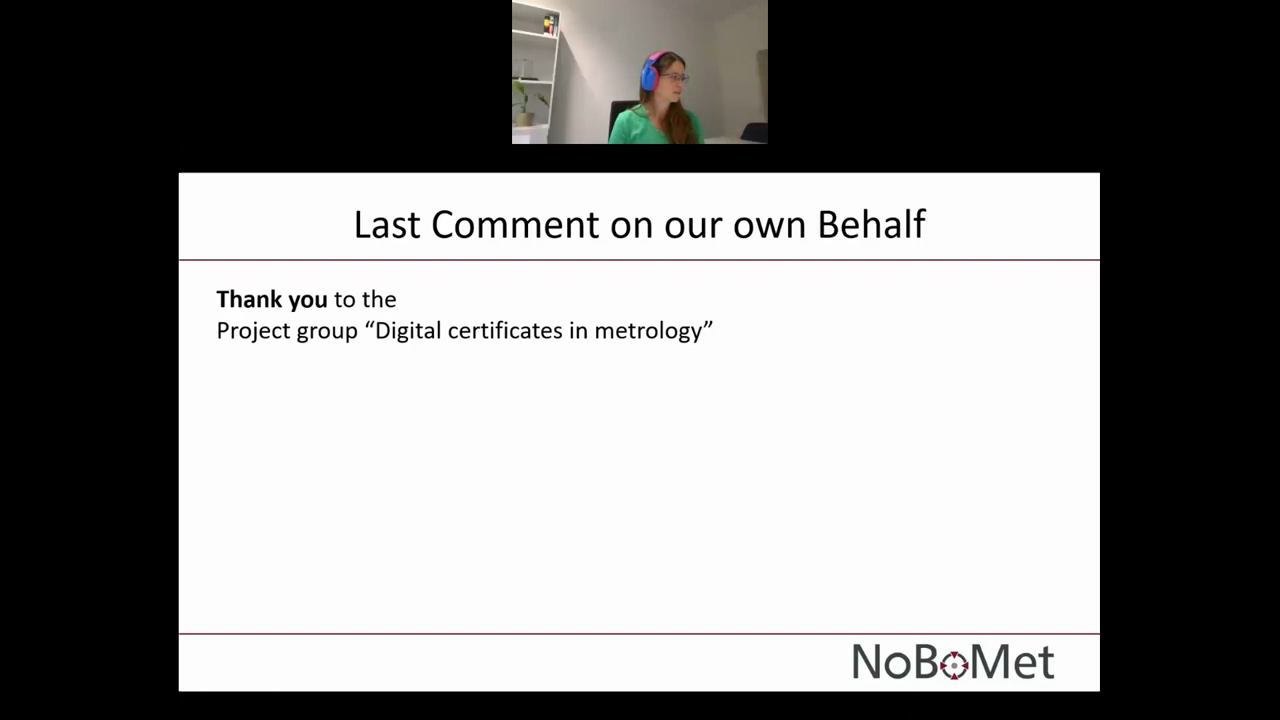 Last Comment on our own Behalf
Thank you to the
Project group “Digital certificates in metrology”
NoBoMet